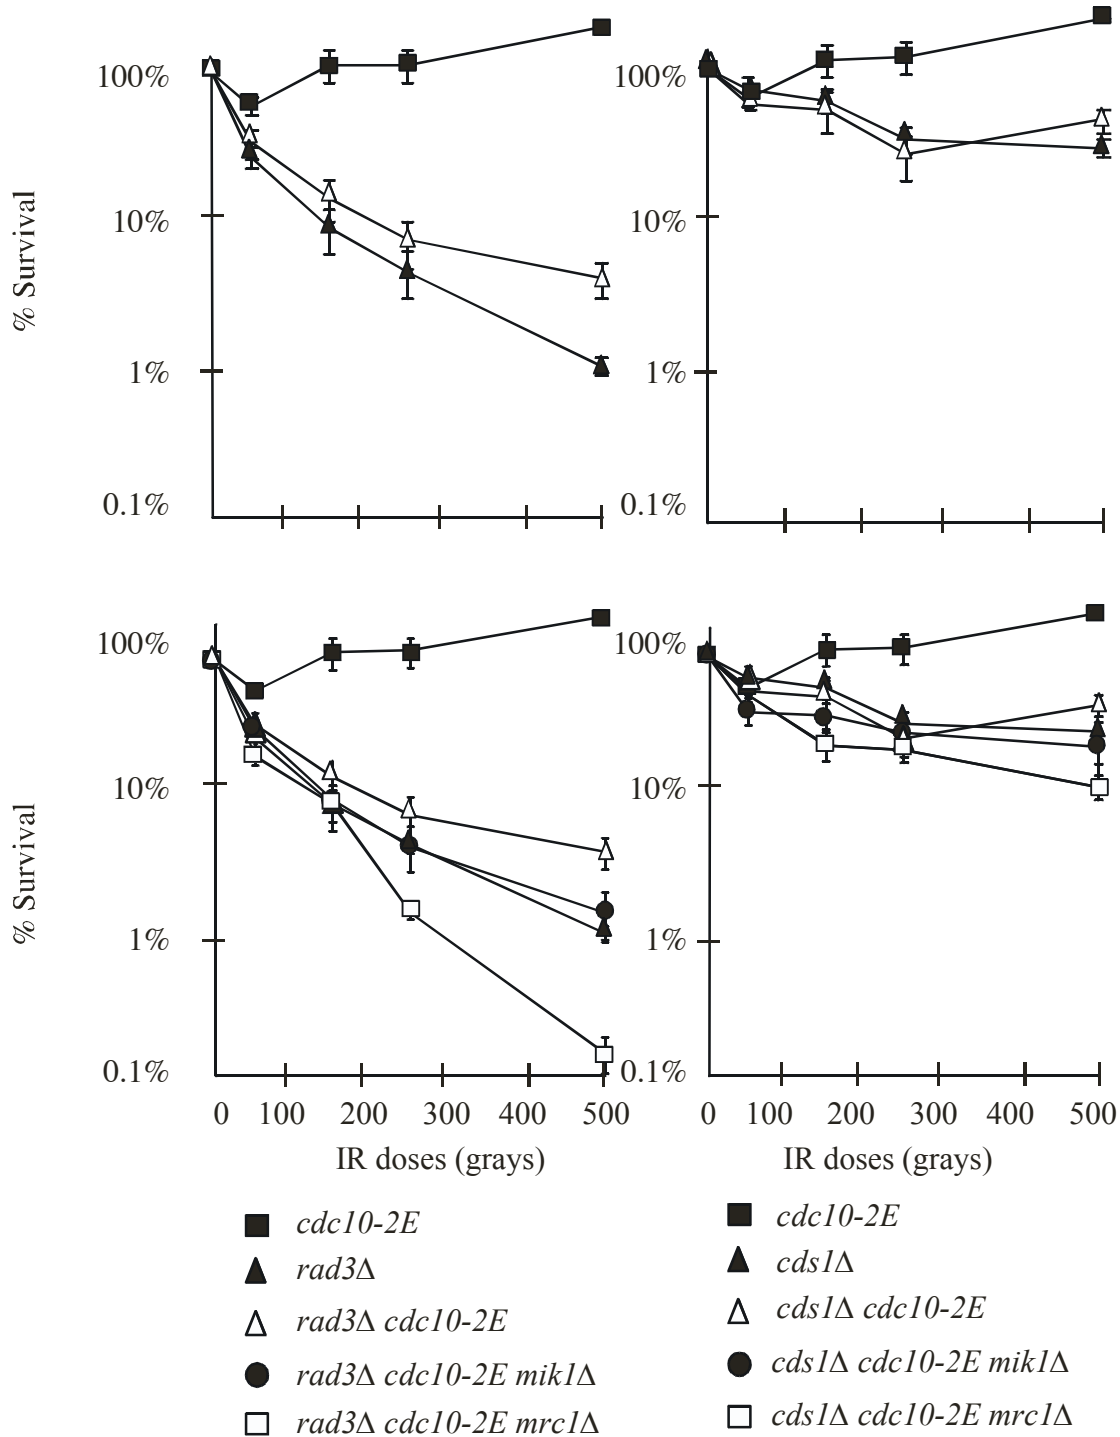 100% 100%
10% 10%
1% 1%
0.1% 0.1%
% Survival
100% 100%
10% 10%
1% 1%
0.1% 0.1%
% Survival
0 100 200 300 400 500 0 100 200 300 400 500
IR doses (grays) IR doses (grays)
cdc10-2E
rad3Δ
rad3Δ cdc10-2E
rad3Δ cdc10-2E mik1Δ
rad3Δ cdc10-2E mrc1Δ
cdc10-2E
cds1Δ
cds1Δ cdc10-2E
cds1Δ cdc10-2E mik1Δ
cds1Δ cdc10-2E mrc1Δ